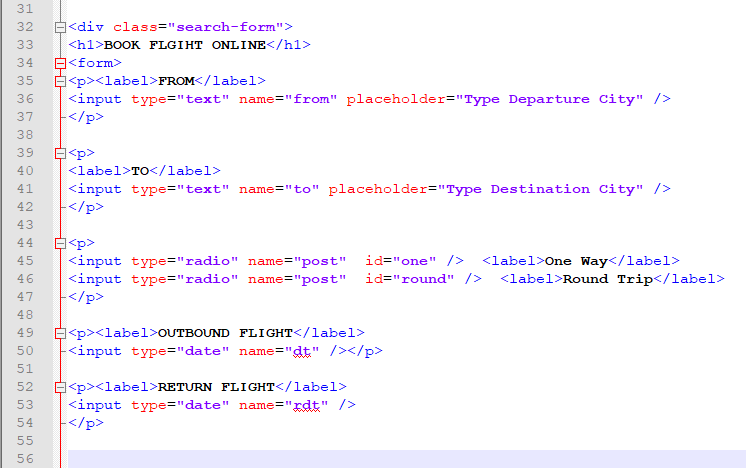 31
32 <div class="search-form">
33 <h1>BOOK FLGIHT ONLINE</h1>
34 <form>
35 <p><label>FROM</label>
36 <input type="text" name="from" placeholder="Type Departure City" />
37 </p>
38
39 <p>
40 <label>TO</label>
41 <input type="text" name="to" placeholder="Type Destination City" />
42 </p>
43
44 <p>
45 <input type="radio" name="post"  id="one" />  <label>One Way</label>
46 <input type="radio" name="post"  id="round" />  <label>Round Trip</label>
47 </p>
48
49 <p><label>OUTBOUND FLIGHT</label>
50 <input type="date" name="dt" /></p>
51
52 <p><label>RETURN FLIGHT</label>
53 <input type="date" name="rdt" />
54 </p>
55
56